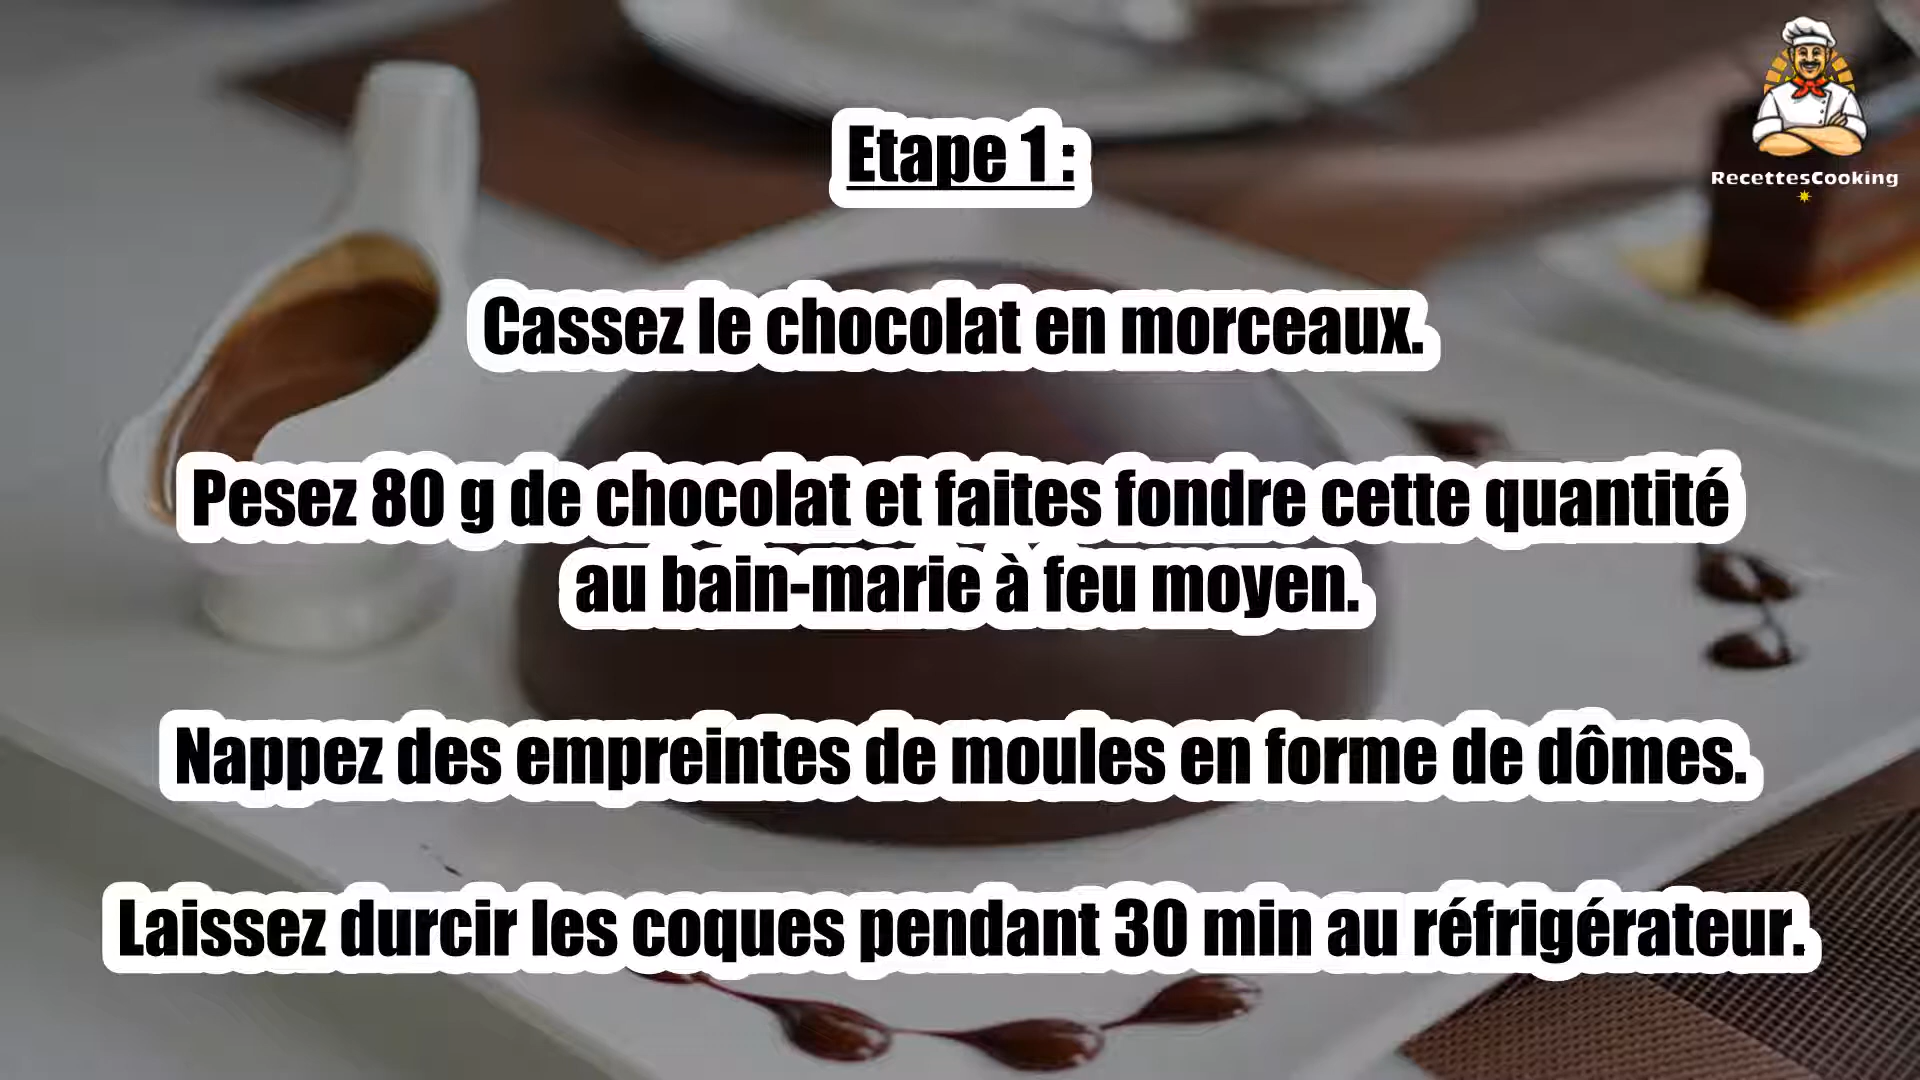 RecettesCooking
Etape 1 :
Cassez le chocolat en morceaux.
Pesez 80 g de chocolat et faites fondre cette quantité
au bain-marie à feu moyen.
Nappez des empreintes de moules en forme de dômes.
Laissez durcir les coques pendant 30 min au réfrigérateur.